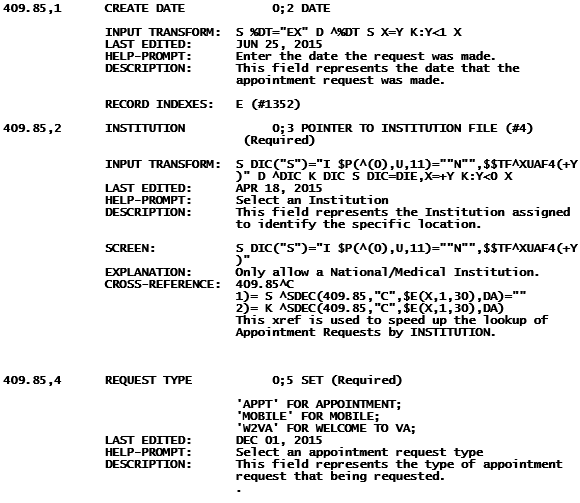 409.85,1 CREATE DATE 0;2 DATE
INPUT TRANSFORM: S %DT="EX" D ^%DT S X=Y K:Y<1 X
LAST EDITED: JUN 25, 2015
HELP-PROMPT: Enter the date the request was made.
DESCRIPTION: This field represents the date that the
appointment request was made.
RECORD INDEXES: E (#1352)
409.85,2 INSTITUTION 0;3 POINTER TO INSTITUTION FILE (#4)
(Required)
INPUT TRANSFORM: S DIC("S")="I $P(^(0),U,11)=""N"",$$TF^XUAF4(+Y
)" D ^DIC K DIC S DIC=DIE,X=+Y K:Y<0 X
LAST EDITED: APR 18, 2015
HELP-PROMPT: Select an Institution
DESCRIPTION: This field represents the Institution assigned
to identify the specific location.
SCREEN: S DIC("S")="I $P(^(0),U,11)=""N"",$$TF^XUAF4(+Y
)"
EXPLANATION: Only allow a National/Medical Institution.
CROSS-REFERENCE: 409.85^C
1)= S ^SDEC(409.85,"C",$E(X,1,30),DA)=""
2)= K ^SDEC(409.85,"C",$E(X,1,30),DA)
This xref is used to speed up the lookup of
Appointment Requests by INSTITUTION.
409.85,4 REQUEST TYPE 0;5 SET (Required)
'APPT' FOR APPOINTMENT;
'MOBILE' FOR MOBILE;
'W2VA' FOR WELCOME TO VA;
LAST EDITED: DEC 01, 2015
HELP-PROMPT: Select an appointment request type
DESCRIPTION: This field represents the type of appointment
request that being requested.
.